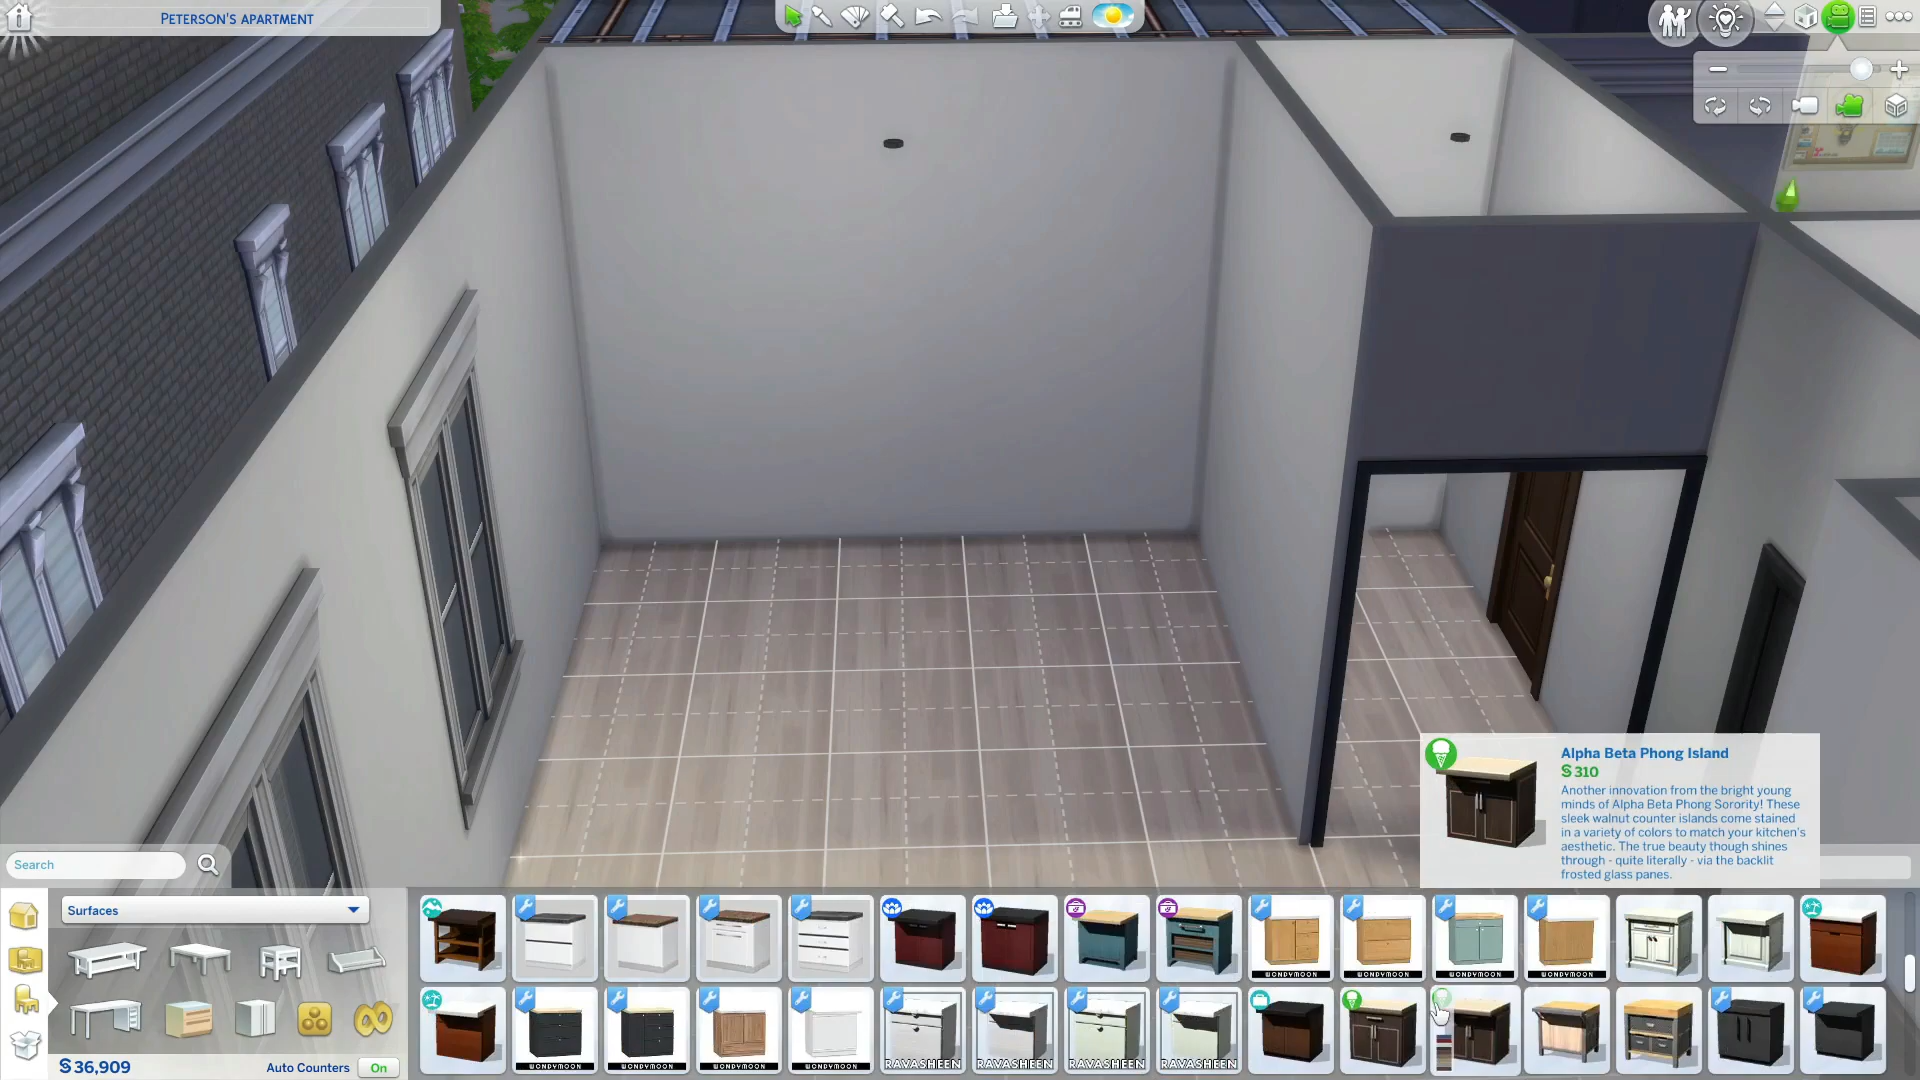 Peterson's apartment
Alpha Beta Phong Island
§310
Another innovation from the bright young
minds of Alpha Beta Phong Sorority! These
sleek walnut counter islands come stained
in a variety of colors to match your kitchen's
aesthetic. The true beauty though shines
through - quite literally - via the backlit
frosted glass panes.
Search
Surfaces
WONDYMOON WONDYMOON WONDYMOON WONDYMOON
WONDYMOON WONDYMOON WONDYMOON WONDYMOON RAVASHEEN RAVASHEEN RAVASHEEN RAVASHEEN
§36,909
Auto Counters On